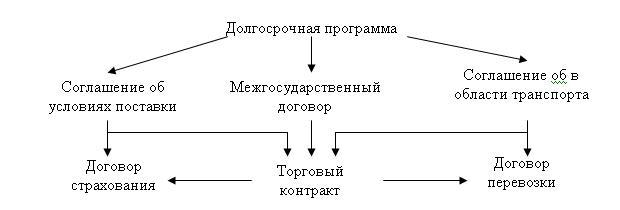 Долгосрочная программа
Соглашение об
условиях поставки
Межгосударственный
договор
Соглашение об в
области транспорта
Договор
страхования
Торговый
контракт
Договор
перевозки